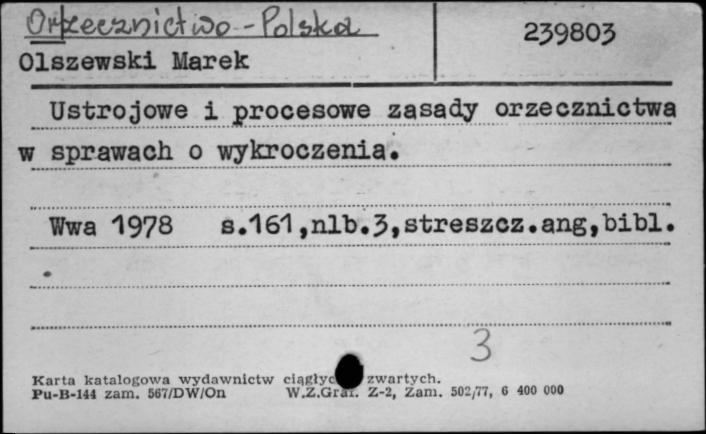 Orzecznictwo - Polska
239803
Olszewski Marek
Ustrojowe i procesowe zasady orzecznictwa
w sprawach o wykroczenia.
Wwa 1978 s.161,nlb.3,streszcz.ang,bibl.
3
Karta katalogowa wydawnictw zwartych.
Pu-B-144 zam. 567/DW/On W.Z.Graf. Z-2, Zam. 502/77, 6 400 000